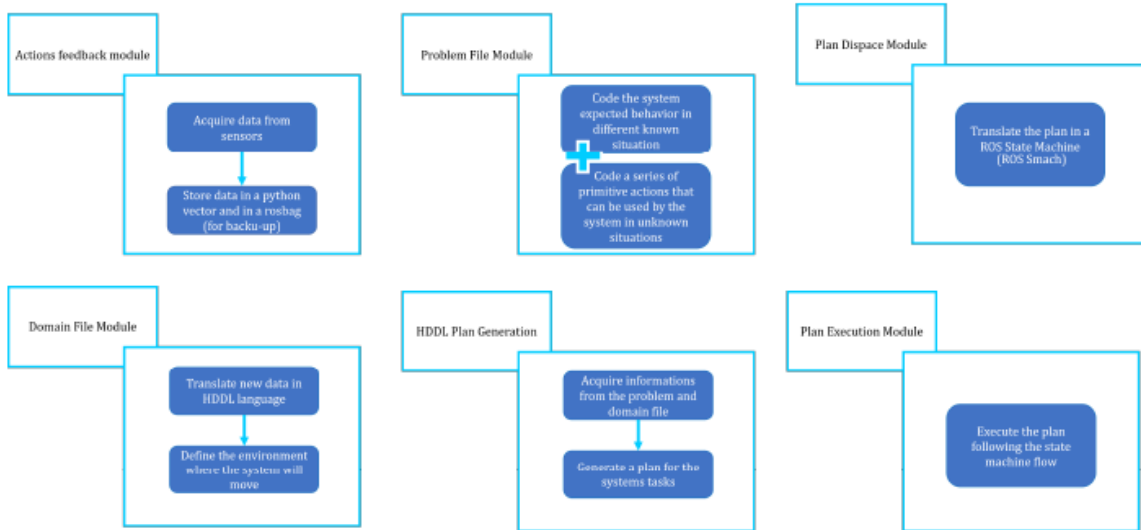 Actions feedback module
Acquire data from
sensors
Store data in a python
vector and in a rosbag
(for backu-up)
Problem File Module
Code the system
expected behavior in
different known
situation
Code a series of
primitive actions that
can be used by the
system in unknown
situations
Plan Dispace Module
Translate the plan in a
ROS State Machine
(ROS Smach)
Domain File Module
Translate new data in
HDDL language
Define the environment
where the system will
move
HDDL Plan Generation
Acquire informations
from the problem and
domain file
Generate a plan for the
systems tasks
Plan Execution Module
Execute the plan
following the state
machine flow